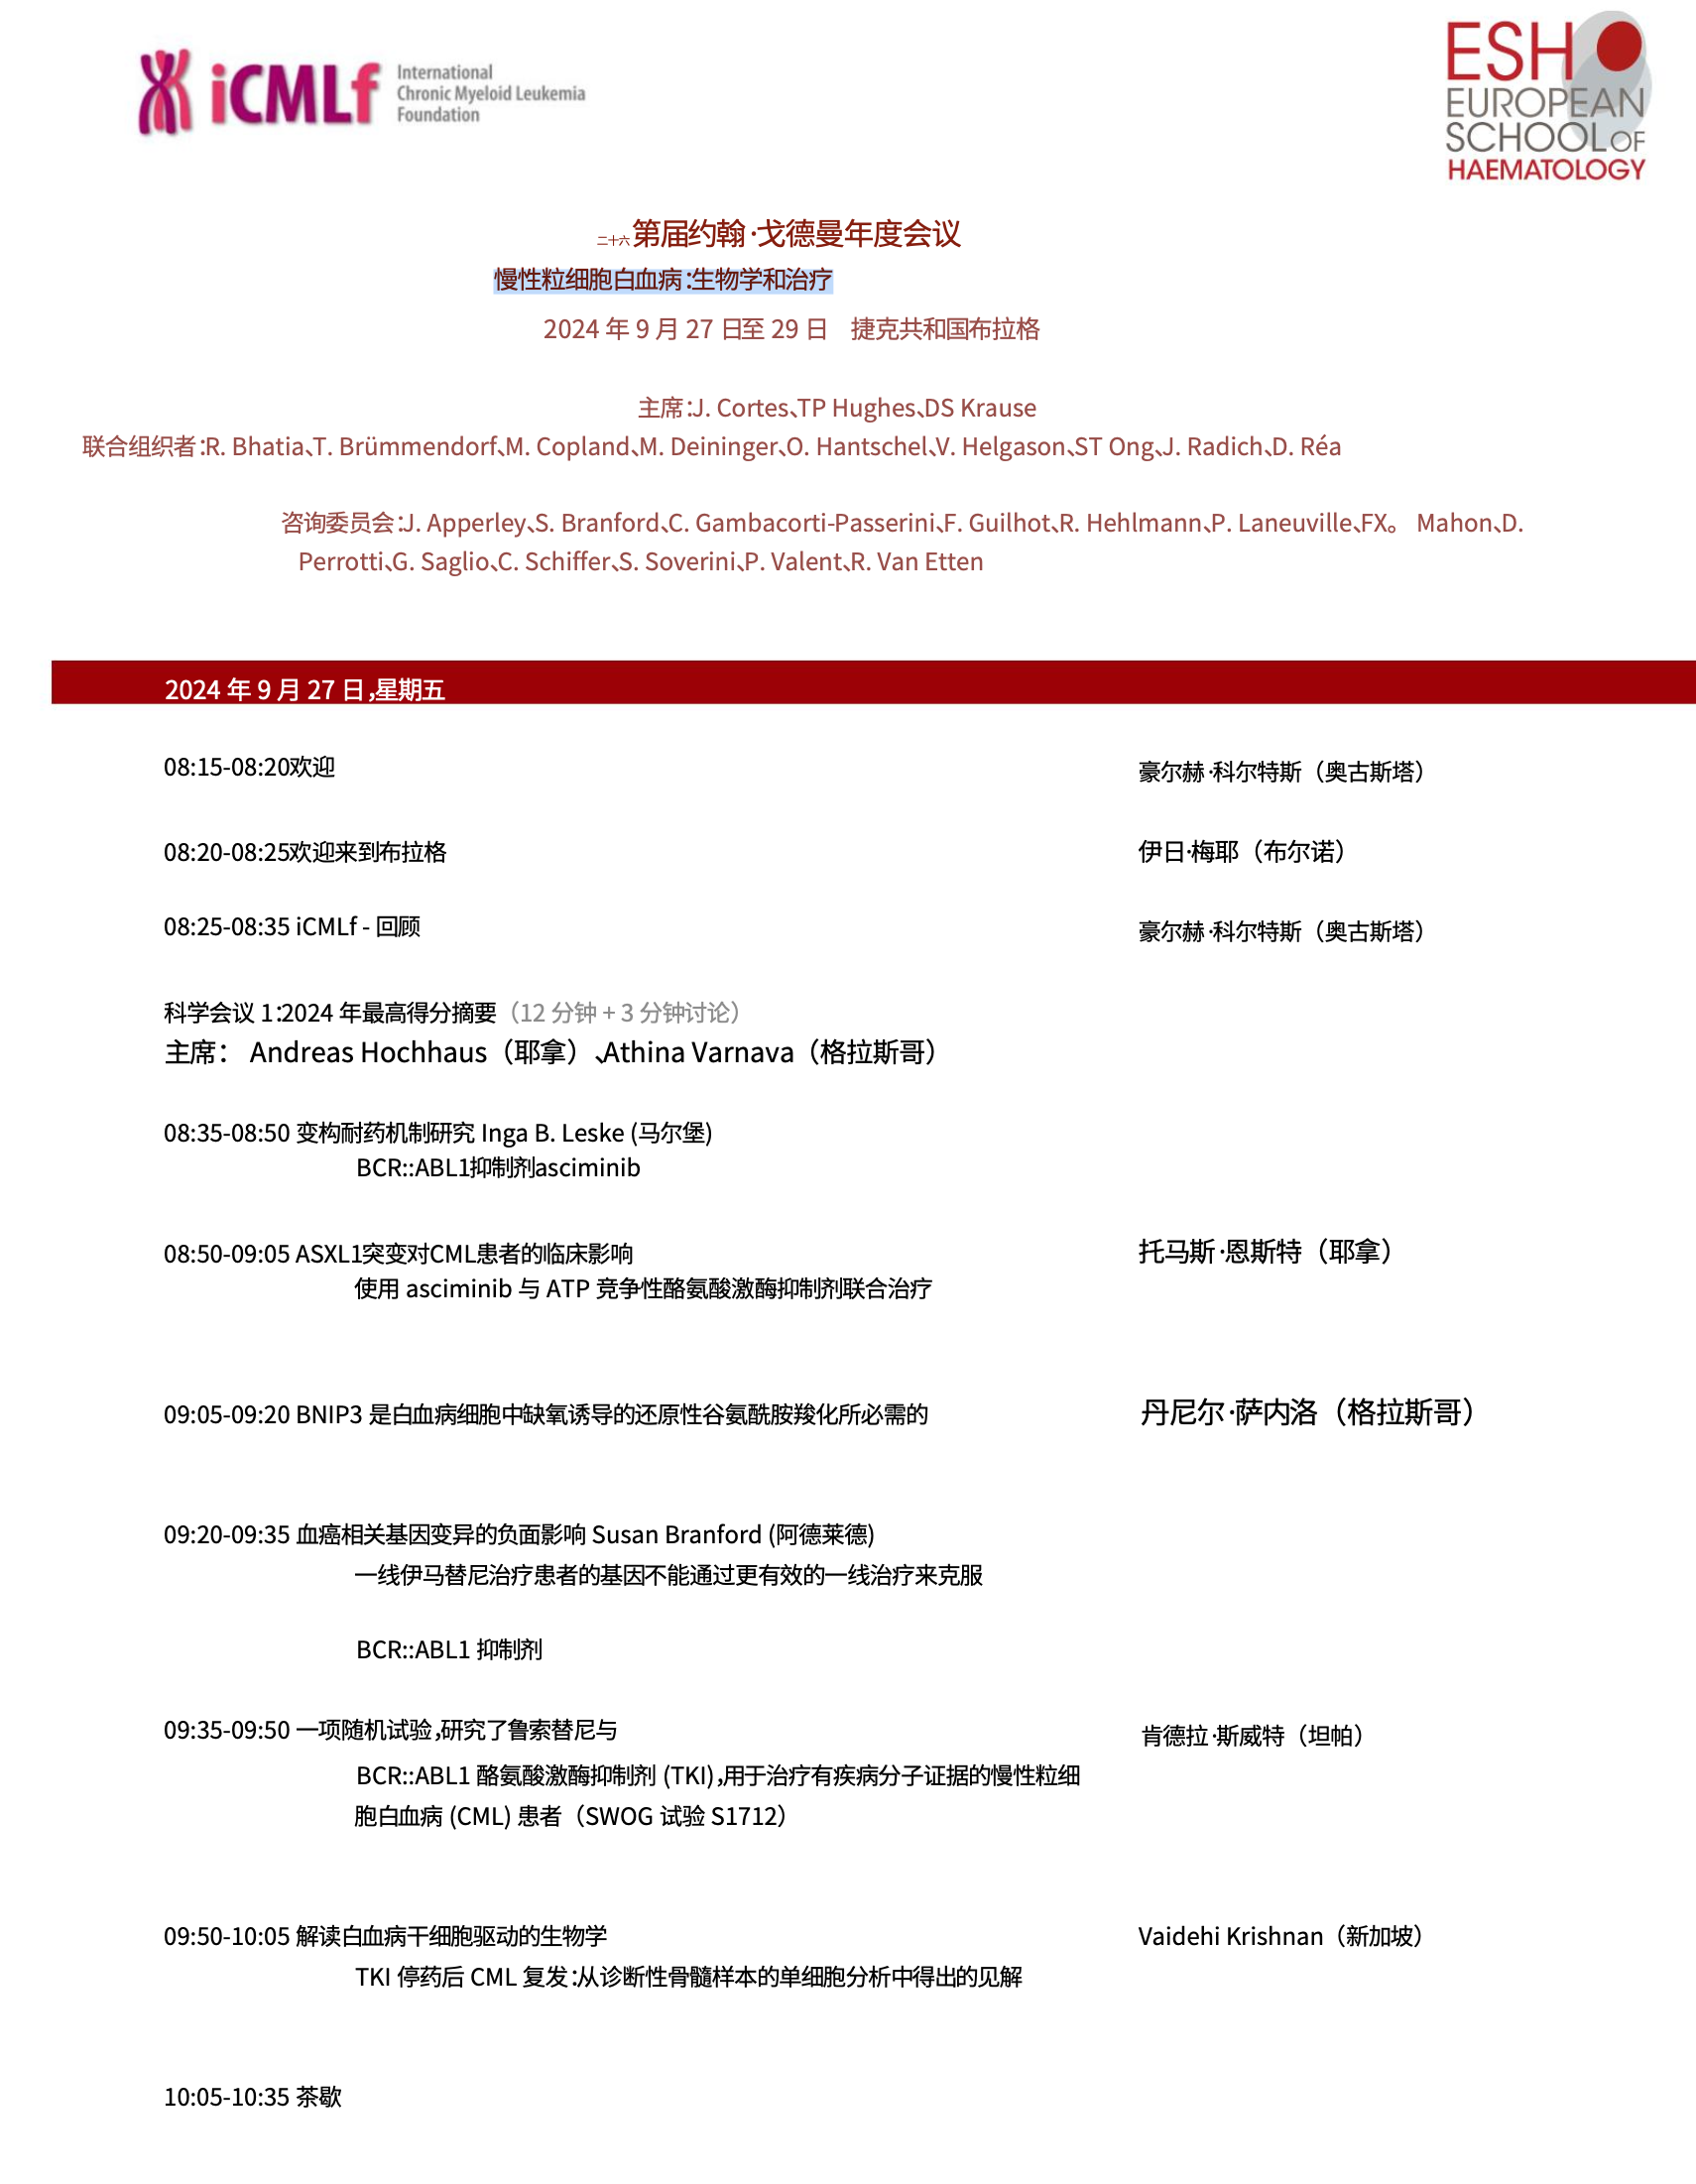 iCMLf
International
Chronic Myeloid Leukemia
Foundation
ESH
EUROPEAN
SCHOOL OF
HAEMATOLOGY
二十六第届约翰·戈德曼年度会议
慢性粒细胞白血病:生物学和治疗
2024 年 9 月 27 日至 29 日 捷克共和国布拉格
主席:J. Cortes、TP Hughes、DS Krause
联合组织者:R. Bhatia、T. Brümmendorf、M. Copland、M. Deininger、O. Hantschel、V. Helgason、ST Ong、J. Radich、D. Réa
咨询委员会:J. Apperley、S. Branford、C. Gambacorti-Passerini、F. Guilhot、R. Hehlmann、P. Laneuville、FX。 Mahon、D.
Perrotti、G. Saglio、C. Schiffer、S. Soverini、P. Valent、R. Van Etten
2024 年 9 月 27 日,星期五
08:15-08:20欢迎 豪尔赫·科尔特斯（奥古斯塔）
08:20-08:25欢迎来到布拉格 伊日·梅耶（布尔诺）
08:25-08:35 iCMLf - 回顾 豪尔赫·科尔特斯（奥古斯塔）
科学会议 1:2024 年最高得分摘要（12 分钟 + 3 分钟讨论）
主席： Andreas Hochhaus（耶拿）、Athina Varnava（格拉斯哥）
08:35-08:50 变构耐药机制研究 Inga B. Leske (马尔堡)
BCR::ABL1抑制剂asciminib
08:50-09:05 ASXL1突变对CML患者的临床影响 托马斯·恩斯特（耶拿）
使用 asciminib 与 ATP 竞争性酪氨酸激酶抑制剂联合治疗
09:05-09:20 BNIP3 是白血病细胞中缺氧诱导的还原性谷氨酰胺羧化所必需的 丹尼尔·萨内洛（格拉斯哥）
09:20-09:35 血癌相关基因变异的负面影响 Susan Branford (阿德莱德)
一线伊马替尼治疗患者的基因不能通过更有效的一线治疗来克服
BCR::ABL1 抑制剂
09:35-09:50 一项随机试验,研究了鲁索替尼与 肯德拉·斯威特（坦帕）
BCR::ABL1 酪氨酸激酶抑制剂 (TKI),用于治疗有疾病分子证据的慢性粒细
胞白血病 (CML) 患者（SWOG 试验 S1712）
09:50-10:05 解读白血病干细胞驱动的生物学 Vaidehi Krishnan（新加坡）
TKI 停药后 CML 复发:从诊断性骨髓样本的单细胞分析中得出的见解
10:05-10:35 茶歇